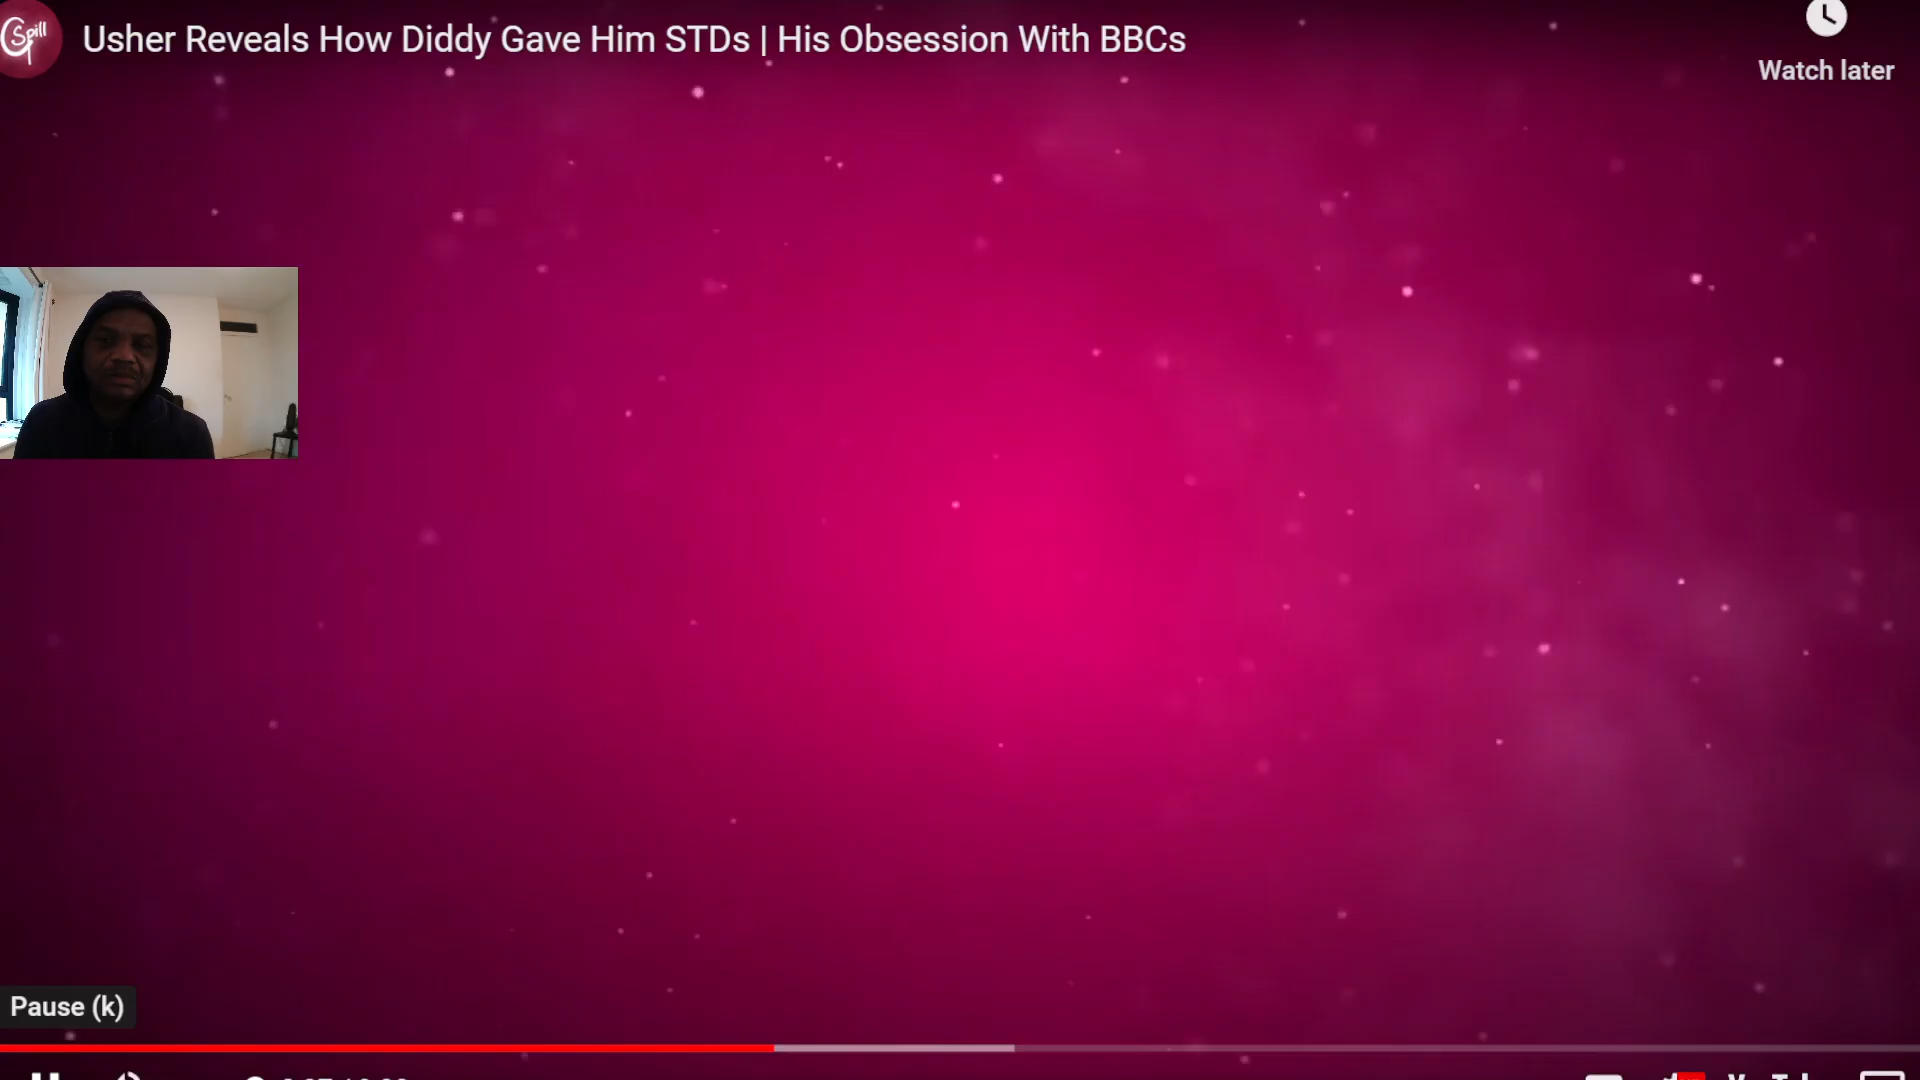 Spill
Usher Reveals How Diddy Gave Him STDs | His Obsession With BBCs
Watch later
Pause (k)